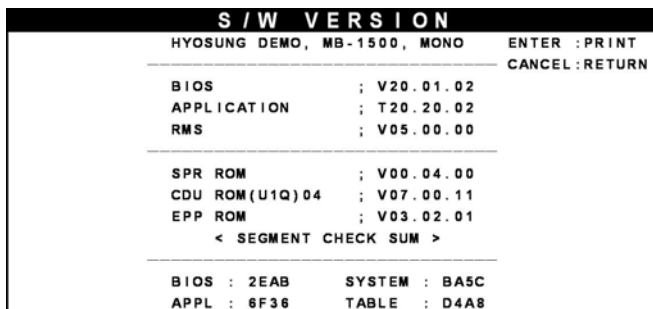 S/W VERSION
HYOSUNG DEMO, MB-1500, MONO
ENTER :PRINT
CANCEL:RETURN
BIOS ; V20.01.02
APPLICATION ; T20.20.02
RMS ; V05.00.00
SPR ROM ; V00.04.00
CDU ROM(U1Q)04 ; V07.00.11
EPP ROM ; V03.02.01
< SEGMENT CHECK SUM >
BIOS : 2EAB SYSTEM : BA5C
APPL : 6F36 TABLE : D4A8